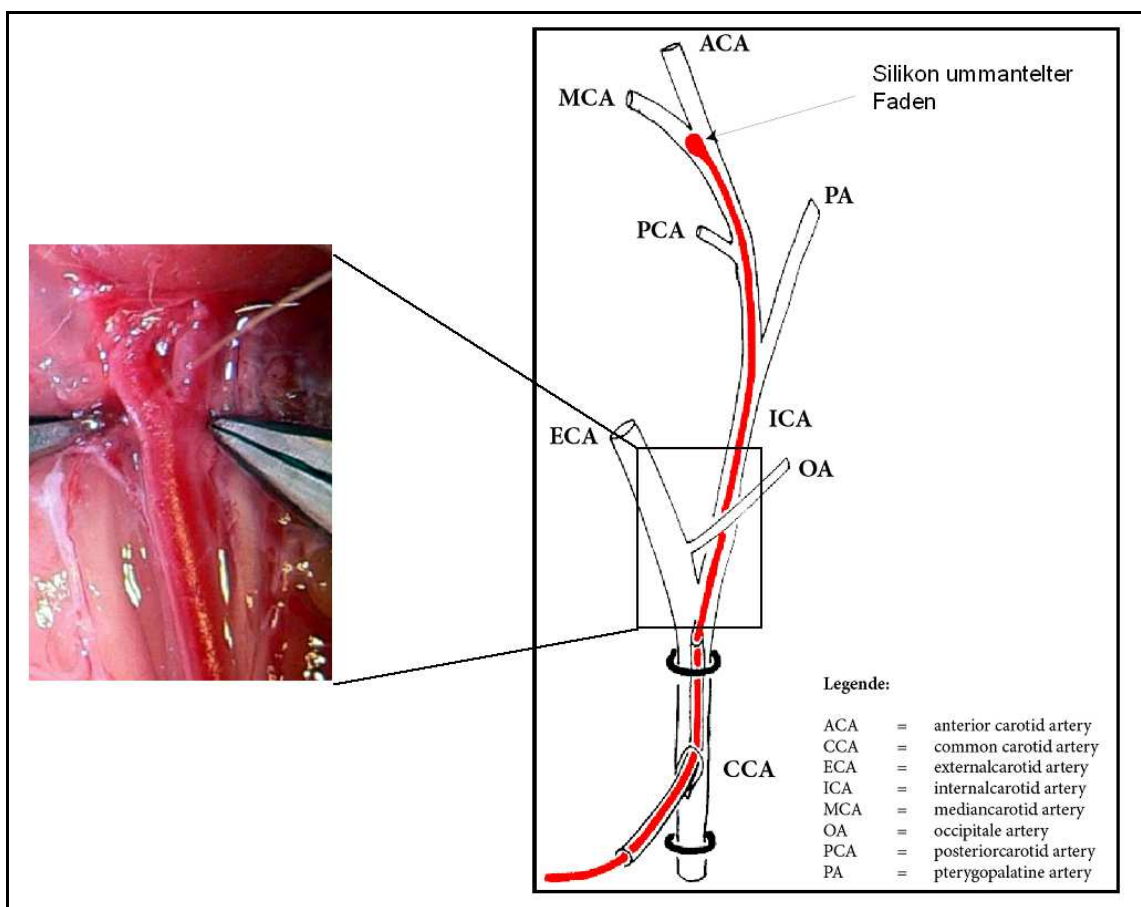 ACA
Silikon ummantelter
Faden
MCA
PA
PCA
ICA
ECA
OA
CCA
Legende:
ACA = anterior carotid artery
CCA = common carotid artery
ECA = externalcarotid artery
ICA = internalcarotid artery
MCA = mediancarotid artery
OA = occipitale artery
PCA = posteriorcarotid artery
PA = pterygopalatine artery